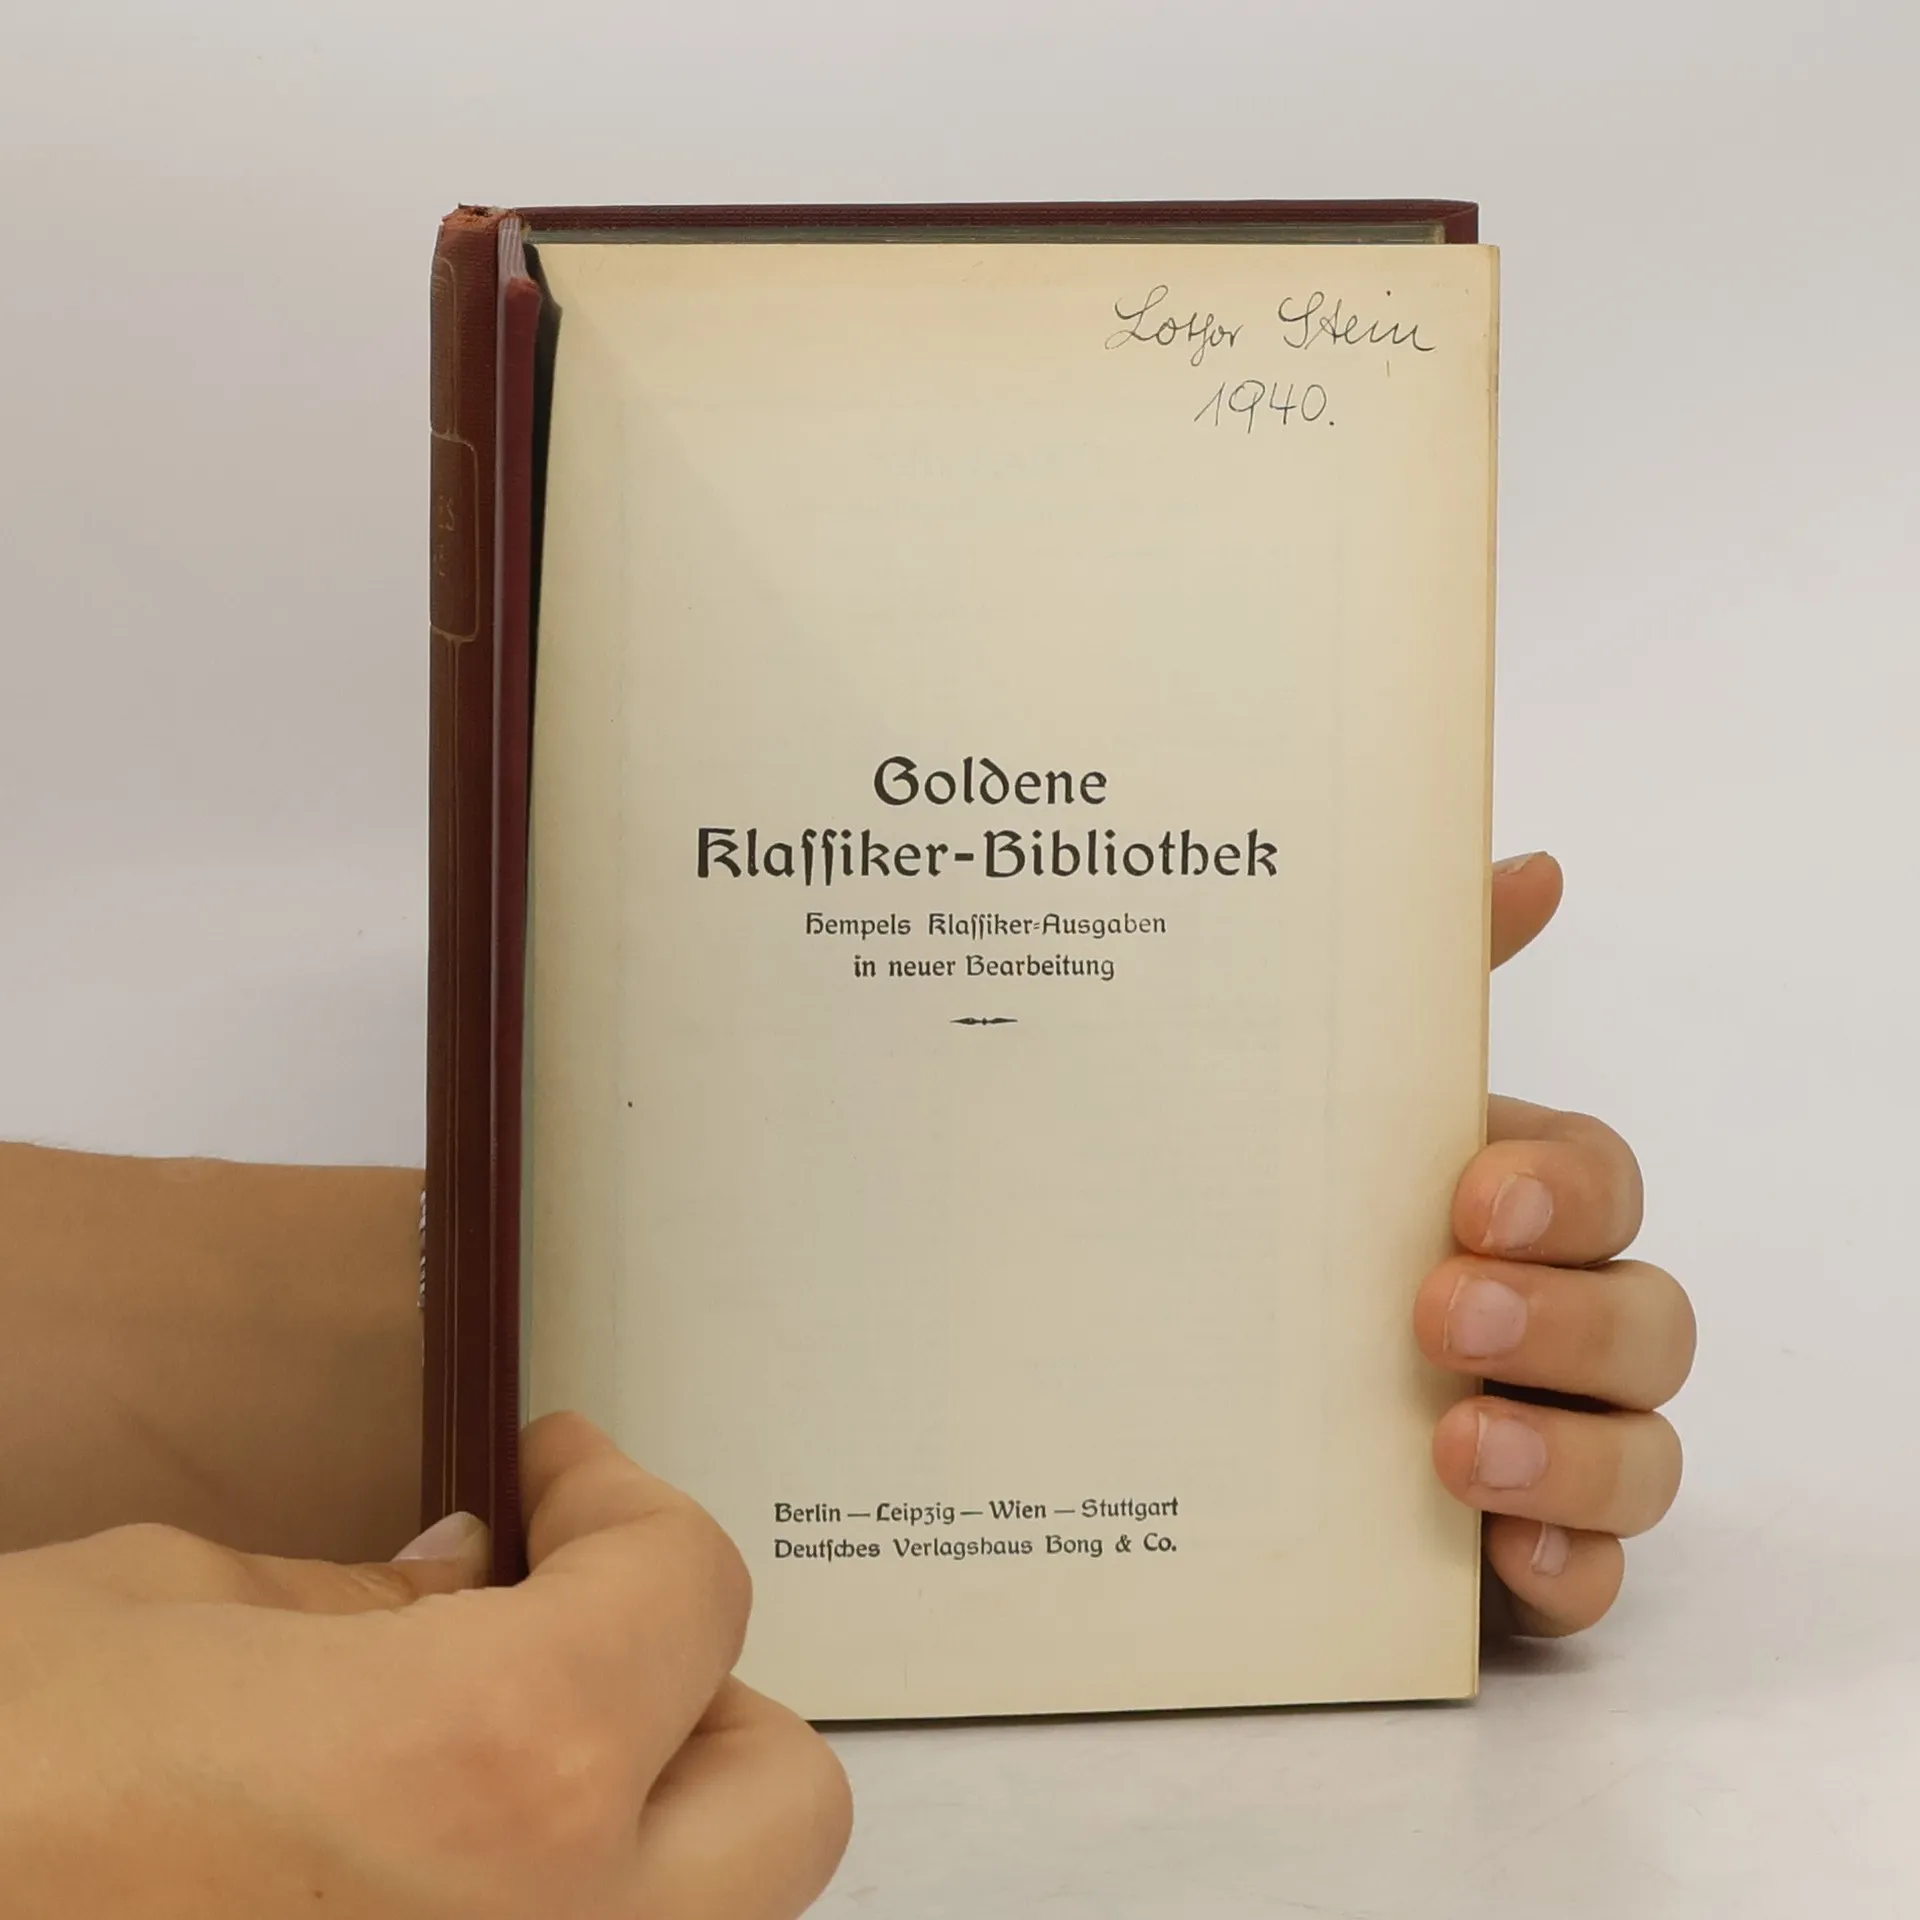 Lothar Stein
1940.
Goldene
Klaſſiker-Bibliothek
Hempels Klaſſiker-Ausgaben
in neuer Bearbeitung
Berlin — Leipzig — Wien — Stuttgart
Deutſches Verlagshaus Bong & Co.